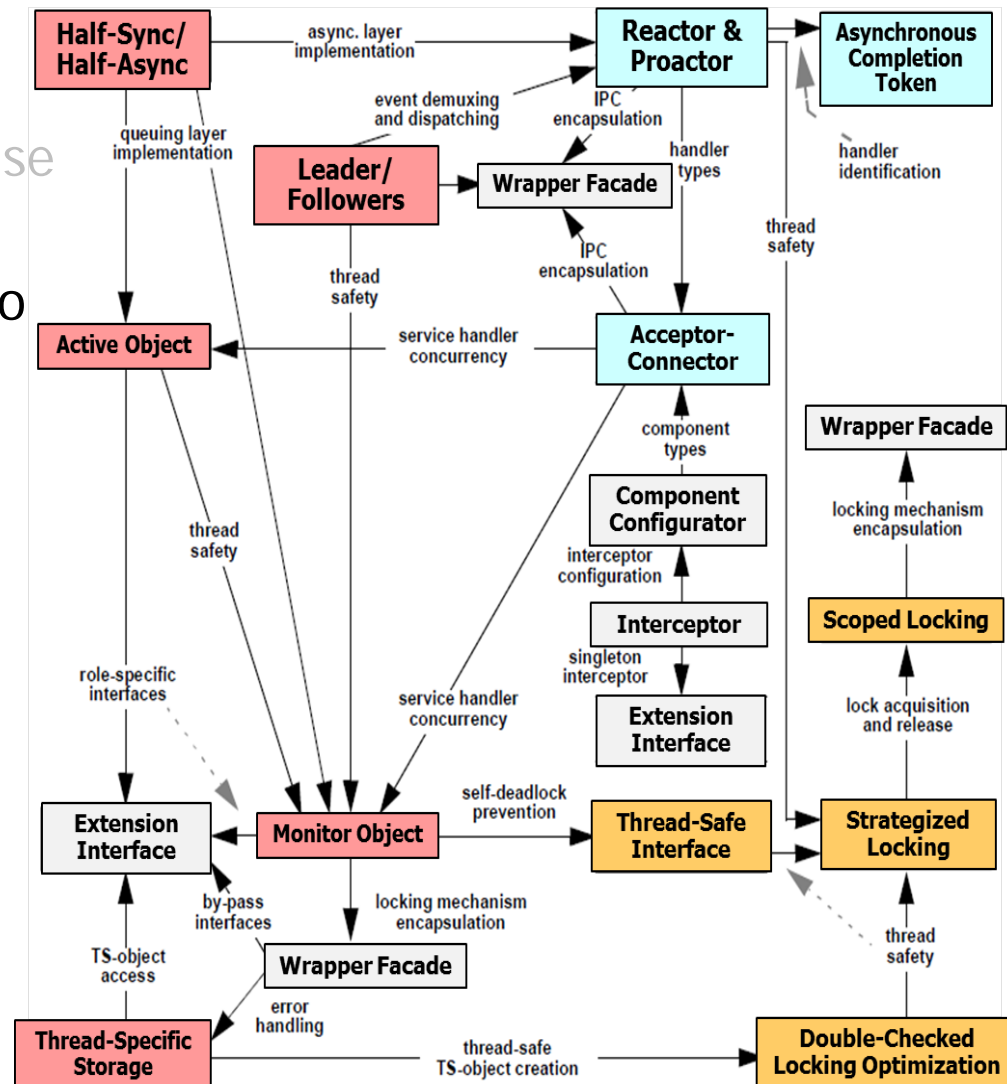 Half-Sync/
Half-Async
async. layer
implementation
Reactor &
Proactor
Asynchronous
Completion
Token
event demuxing
and dispatching
IPC
encapsulation
queuing layer
implementation
se
handler
types
handler
identification
Leader/
Followers
Wrapper Facade
thread
safety
IPC
encapsulation
thread
safety
o
Active Object
service handler
concurrency
Acceptor-
Connector
Wrapper Facade
component
types
Component
Configurator
locking mechanism
encapsulation
thread
safety
interceptor
configuration
Interceptor
Scoped Locking
singleton
interceptor
role-specific
interfaces
service handler
concurrency
Extension
Interface
lock acquisition
and release
self-deadlock
prevention
Extension
Interface
Monitor Object
Thread-Safe
Interface
Strategized
Locking
by-pass
interfaces
locking mechanism
encapsulation
thread
safety
TS-object
access
Wrapper Facade
error
handling
Thread-Specific
Storage
thread-safe
TS-object creation
Double-Checked
Locking Optimization